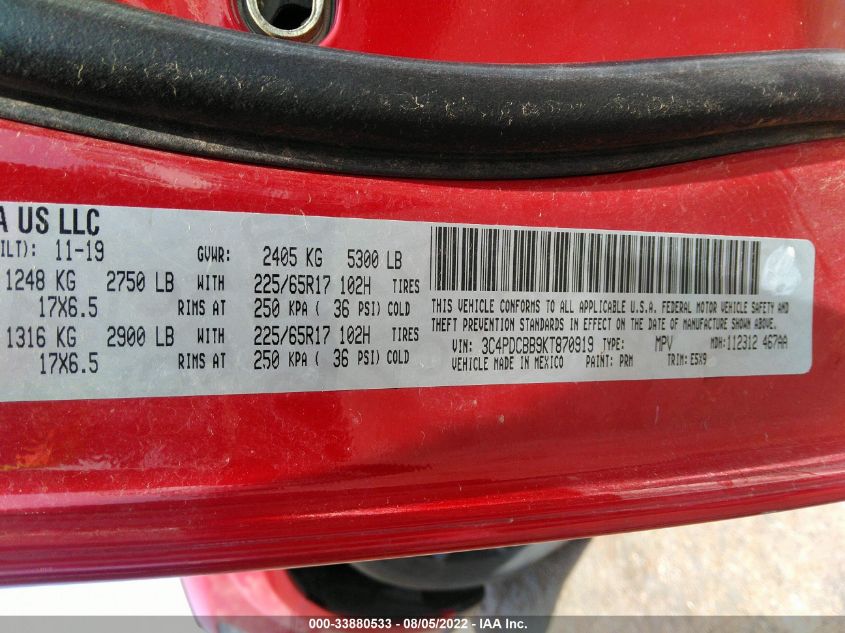 A US LLC
ILT): 11-19 GVWR: 2405 KG 5300 LB
1248 KG 2750 LB WITH 225/65R17 102H TIRES
17X6.5 RIMS AT 250 KPA ( 36 PSI) COLD
1316 KG 2900 LB WITH 225/65R17 102H TIRES
17X6.5 RIMS AT 250 KPA ( 36 PSI) COLD
THIS VEHICLE CONFORMS TO ALL APPLICABLE U.S.A. FEDERAL MOTOR VEHICLE SAFETY AND
THEFT PREVENTION STANDARDS IN EFFECT ON THE DATE OF MANUFACTURE SHOWN ABOVE.
VIN: 3C4PDCBB9KT870919 TYPE: MPV MDH:112312 467AA
VEHICLE MADE IN MEXICO PAINT: PRM TRIM: E5X9
000-33880533 - 08/05/2022 - IAA Inc.